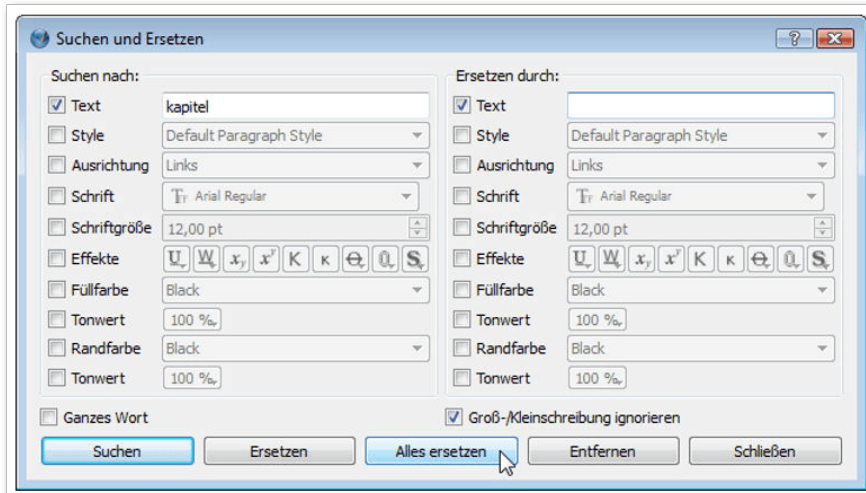 Suchen und Ersetzen
Suchen nach:
Text kapitel
Style Default Paragraph Style
Ausrichtung Links
Schrift Arial Regular
Schriftgröße 12,00 pt
Effekte
Füllfarbe Black
Tonwert 100 %
Randfarbe Black
Tonwert 100 %
Ersetzen durch:
Text
Style Default Paragraph Style
Ausrichtung Links
Schrift Arial Regular
Schriftgröße 12,00 pt
Effekte
Füllfarbe Black
Tonwert 100 %
Randfarbe Black
Tonwert 100 %
Ganzes Wort
Groß-/Kleinschreibung ignorieren
Suchen Ersetzen Alles ersetzen Entfernen Schließen